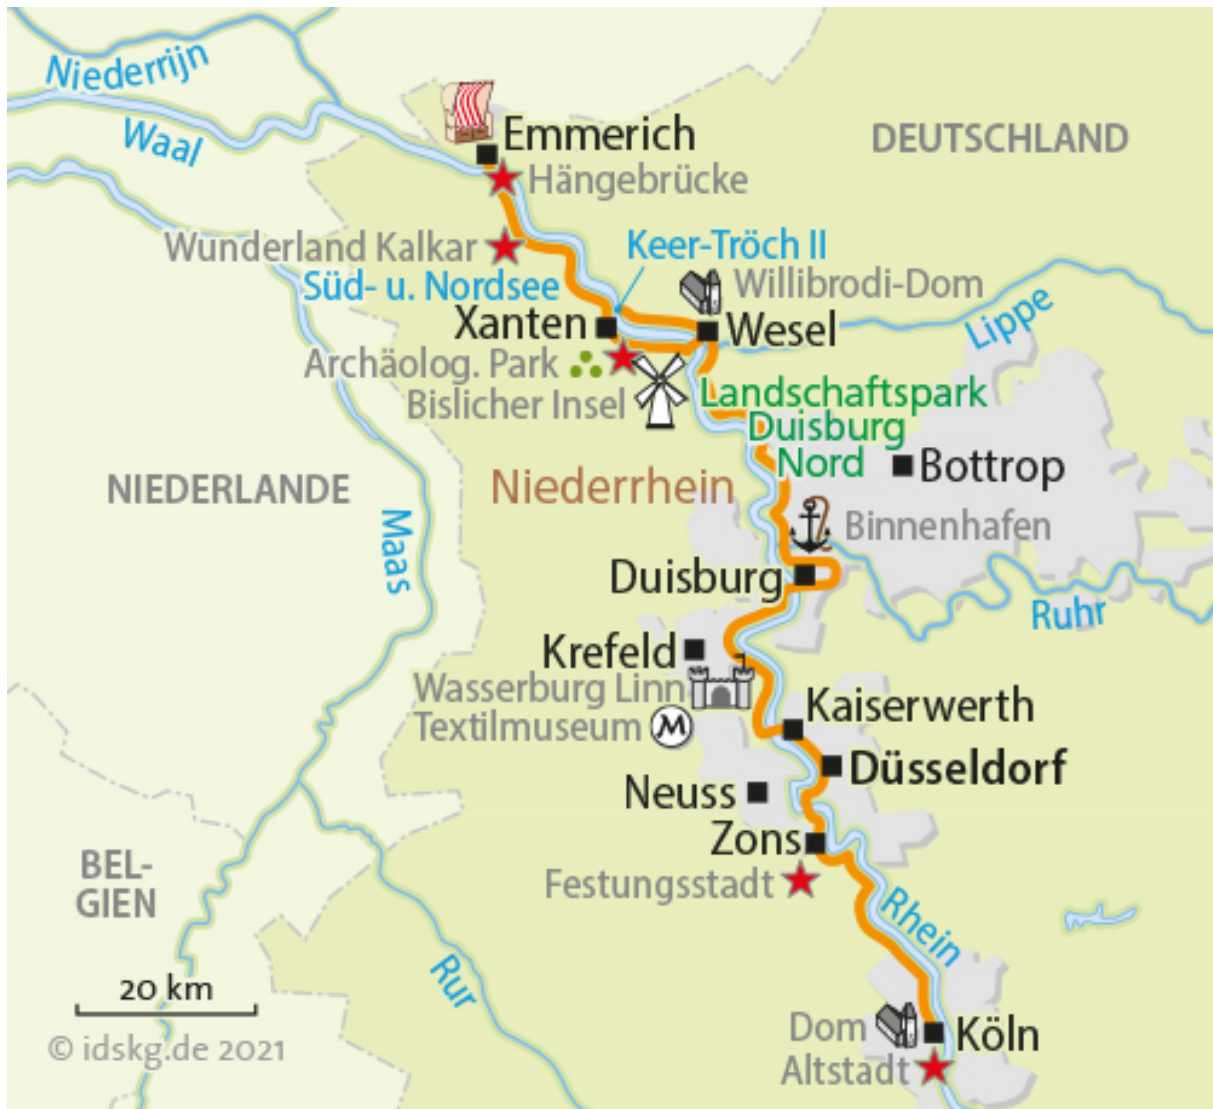 Niederrijn
Waal
Emmerich
DEUTSCHLAND
Hängebrücke
Wunderland Kalkar
Keer-Tröch II
Süd- u. Nordsee
Willibrodi-Dom
Xanten
Wesel
Lippe
Archäolog. Park
Bislicher Insel
Landschaftspark
Duisburg
Nord
Bottrop
NIEDERLANDE
Niederrhein
Maas
Binnenhafen
Duisburg
Ruhr
Krefeld
Wasserburg Linn
Textilmuseum
M
Kaiserwerth
Düsseldorf
Neuss
Zons
BEL-
GIEN
Festungsstadt
Rhein
Rur
20 km
© idskg.de 2021
Dom
Köln
Altstadt